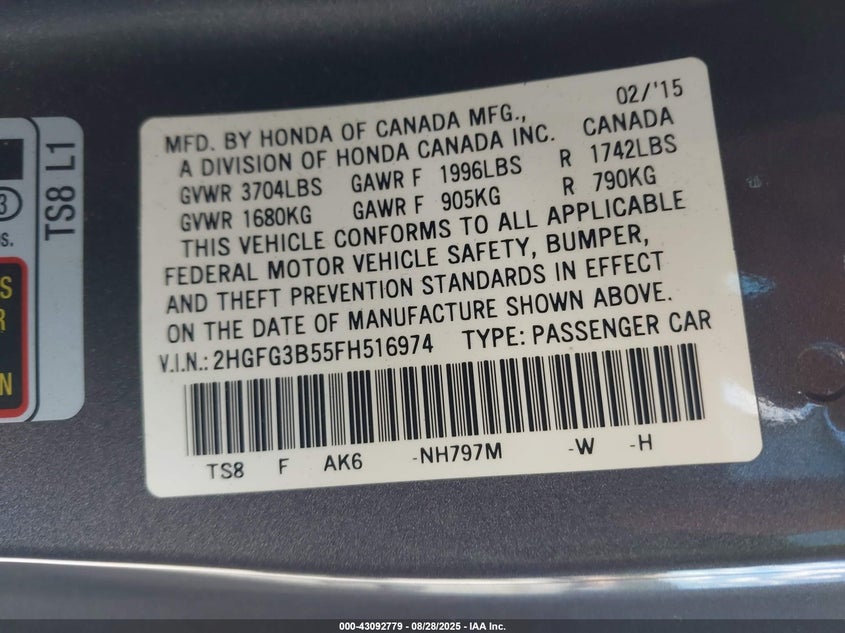 02/'15
MFD. BY HONDA OF CANADA MFG.,
A DIVISION OF HONDA CANADA INC. CANADA
GVWR 3704LBS GAWR F 1996LBS R 1742LBS
GVWR 1680KG GAWR F 905KG R 790KG
THIS VEHICLE CONFORMS TO ALL APPLICABLE
FEDERAL MOTOR VEHICLE SAFETY, BUMPER,
AND THEFT PREVENTION STANDARDS IN EFFECT
ON THE DATE OF MANUFACTURE SHOWN ABOVE.
V.I.N.: 2HGFG3B55FH516974 TYPE: PASSENGER CAR
TS8 F AK6 -NH797M -W -H
TS8 L1
000-43092779 | 08/28/2025 | IAA Inc.